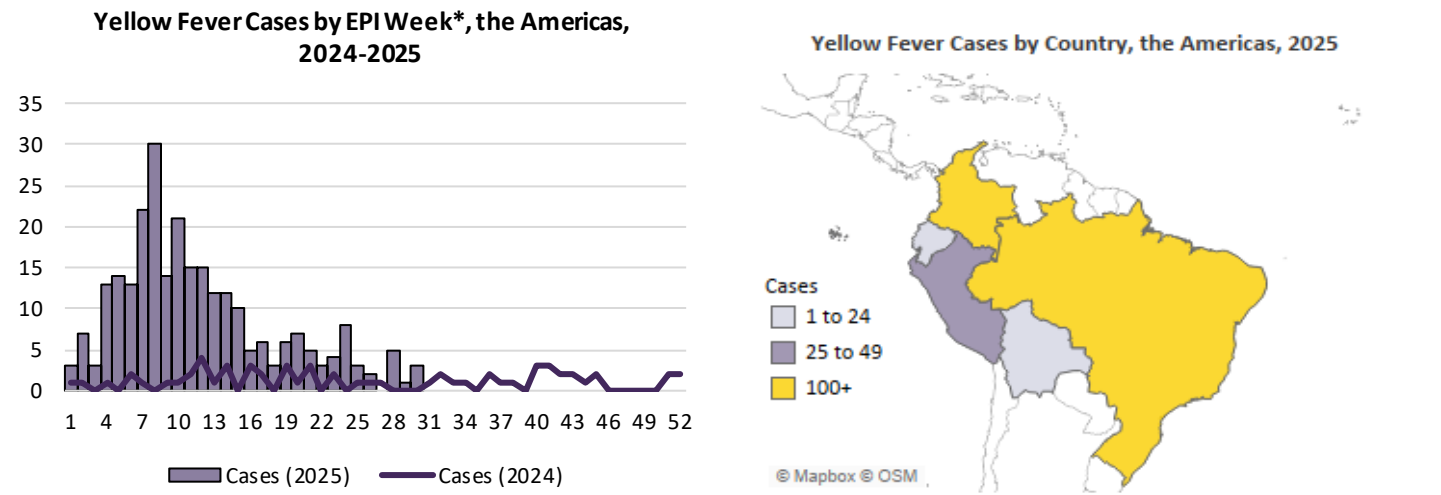 Yellow Fever Cases by EPI Week*, the Americas,
2024-2025
35
30
25
20
15
10
5
0
1 4 7 10 13 16 19 22 25 28 31 34 37 40 43 46 49 52
Cases (2025) Cases (2024)
Yellow Fever Cases by Country, the Americas, 2025
Cases
1 to 24
25 to 49
100+
© Mapbox © OSM